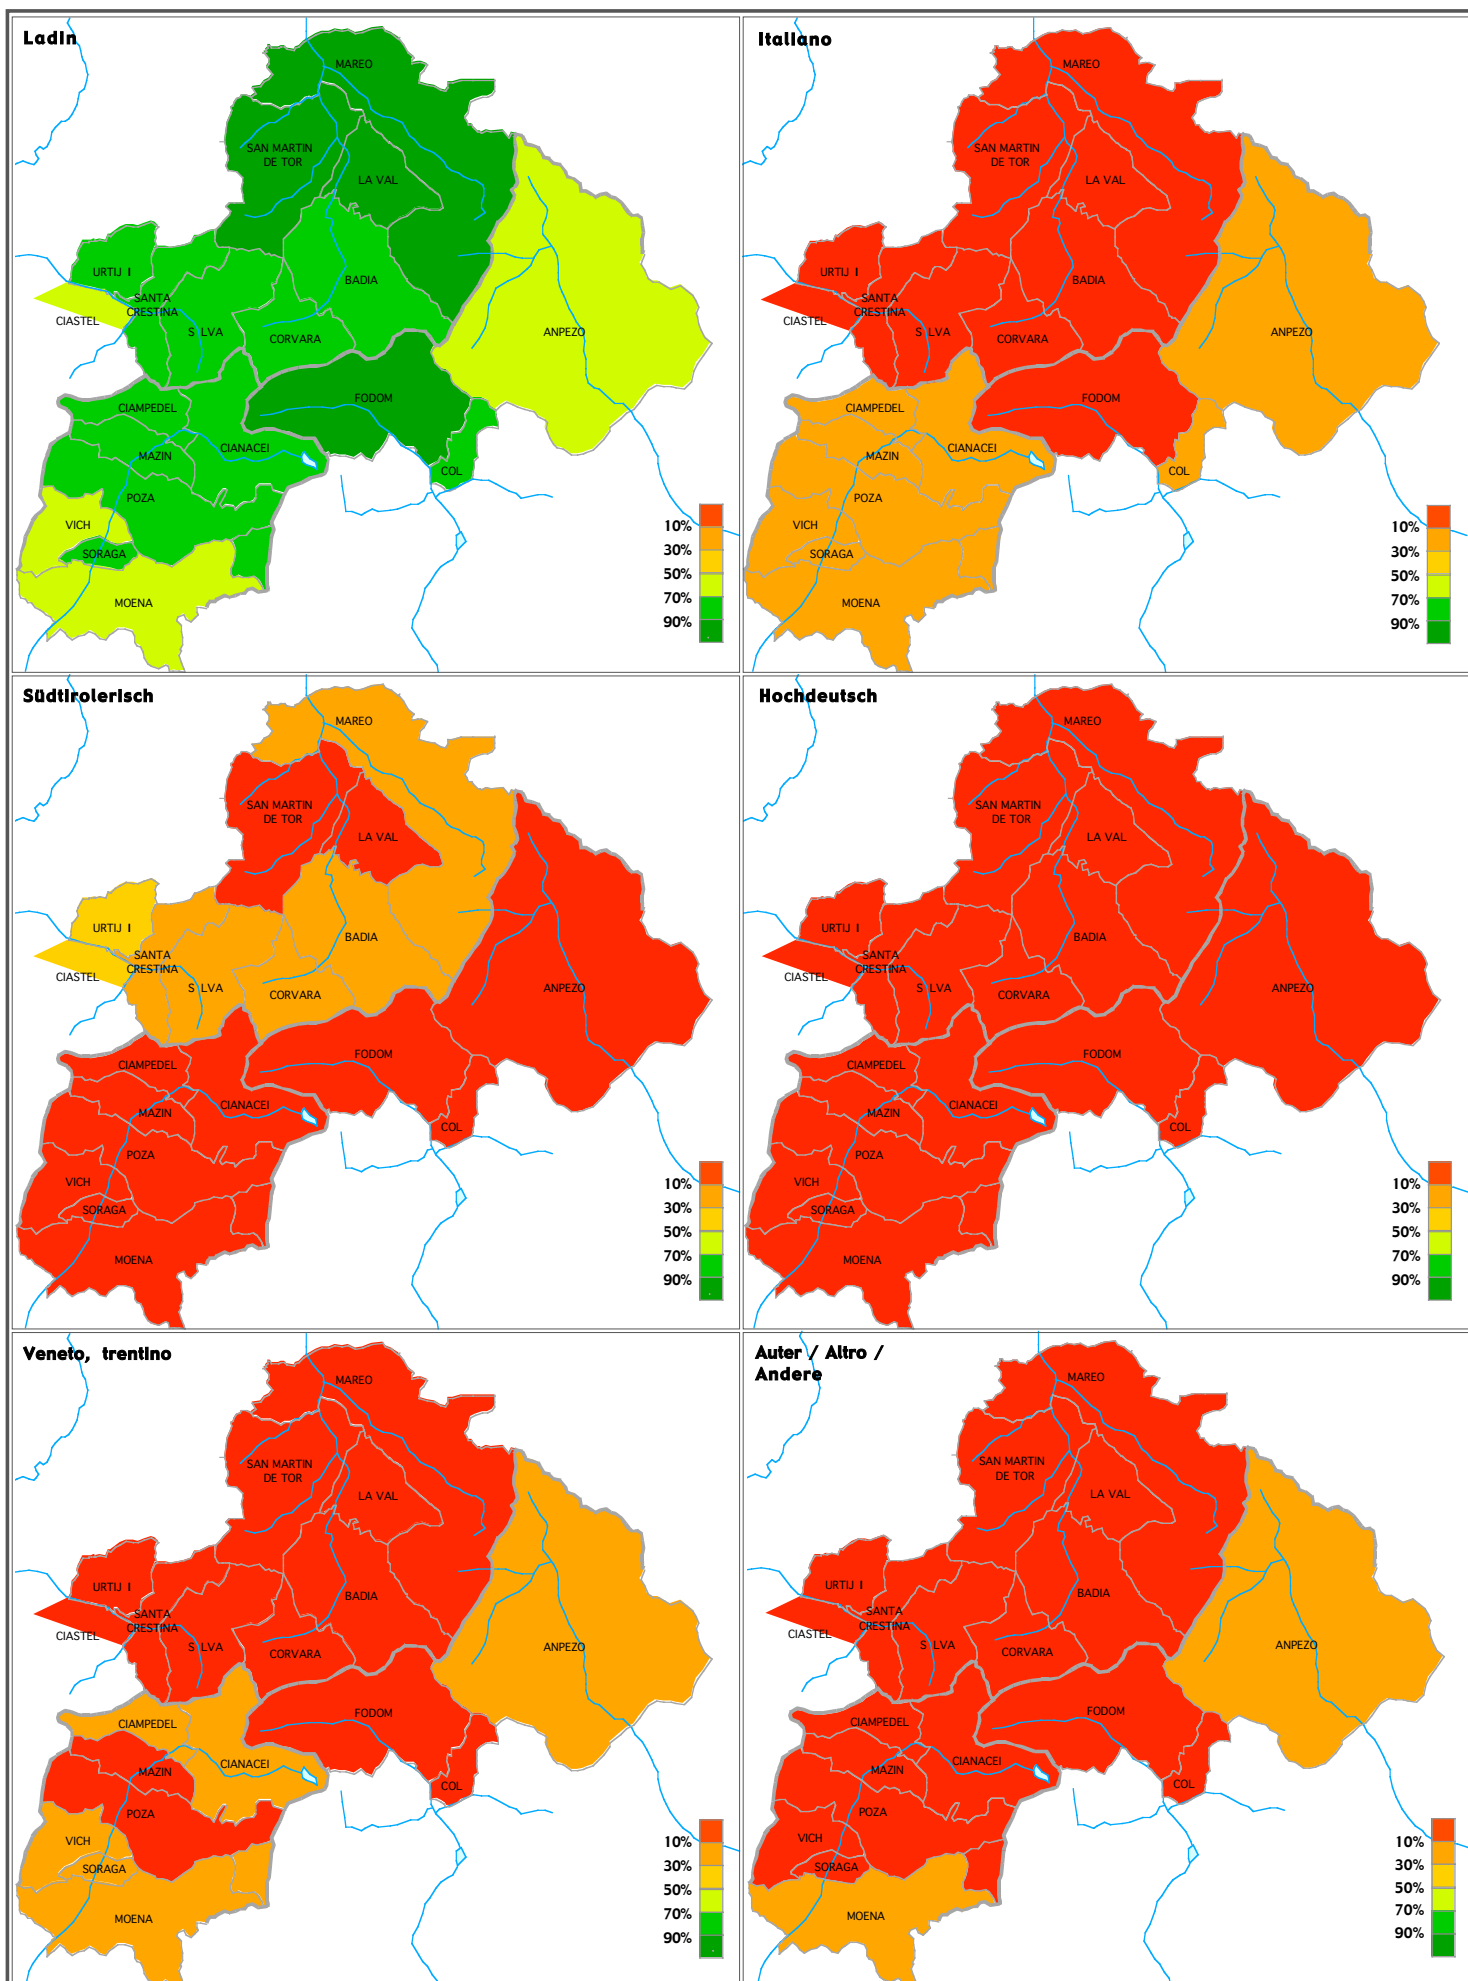 Ladin
MAREO
SAN MARTIN
DE TOR
LA VAL
URTIJ I
SANTA
CRESTINA
CIASTEL
S LVA
BADIA
CORVARA
ANPEZO
FODOM
CIAMPEDEL
CIANACEI
MAZIN
COL
POZA
VICH
SORAGA
MOENA
10%
30%
50%
70%
90%
Italiano
MAREO
SAN MARTIN
DE TOR
LA VAL
URTIJ I
SANTA
CRESTINA
CIASTEL
S LVA
BADIA
CORVARA
ANPEZO
FODOM
CIAMPEDEL
CIANACEI
MAZIN
COL
POZA
VICH
SORAGA
MOENA
10%
30%
50%
70%
90%
Südtirolerisch
MAREO
SAN MARTIN
DE TOR
LA VAL
URTIJ I
SANTA
CRESTINA
CIASTEL
S LVA
BADIA
CORVARA
ANPEZO
FODOM
CIAMPEDEL
CIANACEI
MAZIN
COL
POZA
VICH
SORAGA
MOENA
10%
30%
50%
70%
90%
Hochdeutsch
MAREO
SAN MARTIN
DE TOR
LA VAL
URTIJ I
SANTA
CRESTINA
CIASTEL
S LVA
BADIA
CORVARA
ANPEZO
FODOM
CIAMPEDEL
CIANACEI
MAZIN
COL
POZA
VICH
SORAGA
MOENA
10%
30%
50%
70%
90%
Veneto, trentino
MAREO
SAN MARTIN
DE TOR
LA VAL
URTIJ I
SANTA
CRESTINA
CIASTEL
S LVA
BADIA
CORVARA
ANPEZO
FODOM
CIAMPEDEL
CIANACEI
MAZIN
COL
POZA
VICH
SORAGA
MOENA
10%
30%
50%
70%
90%
Auter / Altro /
Andere
MAREO
SAN MARTIN
DE TOR
LA VAL
URTIJ I
SANTA
CRESTINA
CIASTEL
S LVA
BADIA
CORVARA
ANPEZO
FODOM
CIAMPEDEL
CIANACEI
MAZIN
COL
POZA
VICH
SORAGA
MOENA
10%
30%
50%
70%
90%